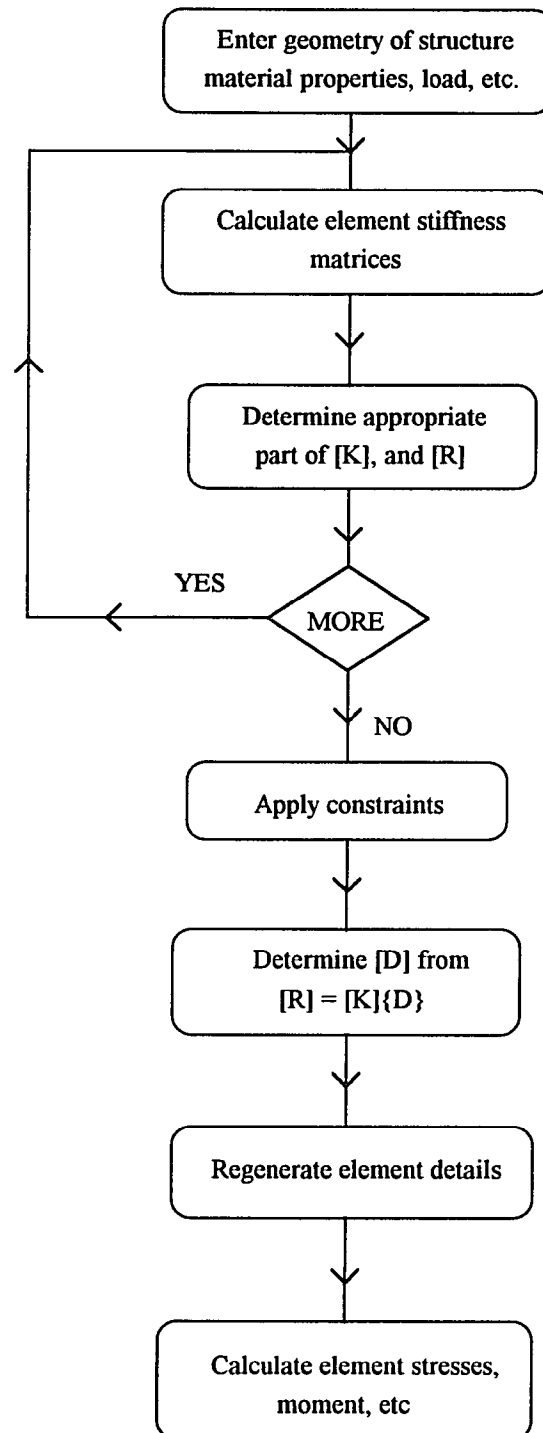 Enter geometry of structure
material properties, load, etc.
Calculate element stiffness
matrices
Determine appropriate
part of [K], and [R]
YES
MORE
NO
Apply constraints
Determine [D] from
[R] = [K]{D}
Regenerate element details
Calculate element stresses,
moment, etc